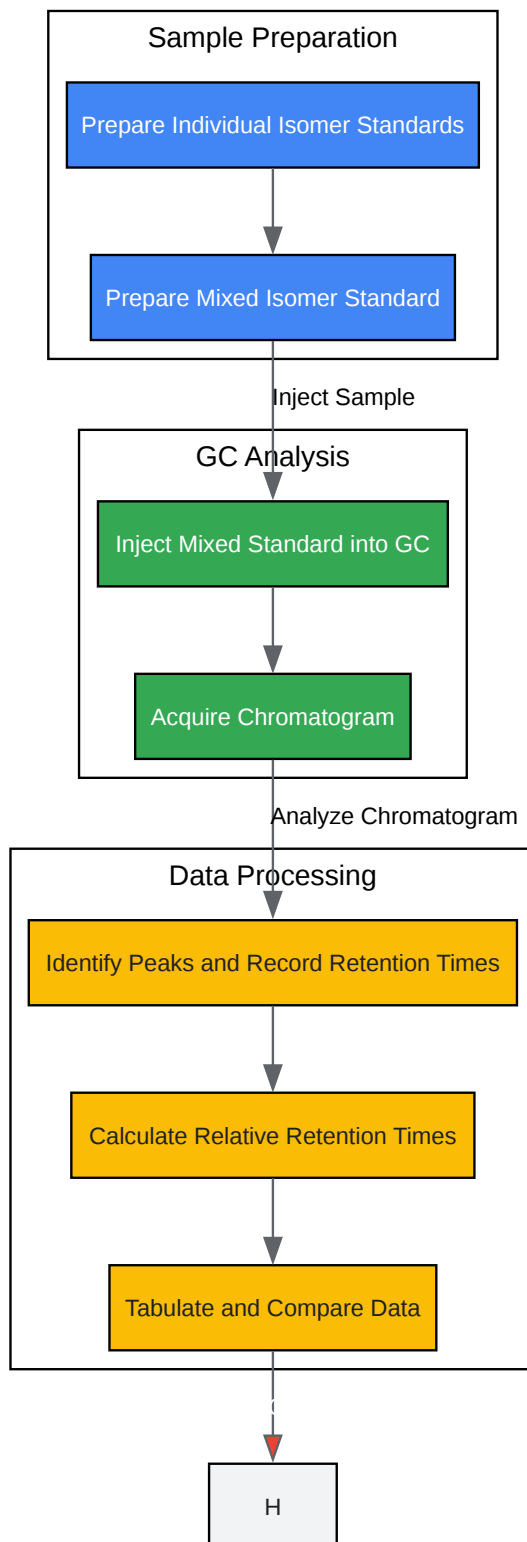 Sample Preparation
Prepare Individual Isomer Standards
Prepare Mixed Isomer Standard
Inject Sample
GC Analysis
Inject Mixed Standard into GC
Acquire Chromatogram
Analyze Chromatogram
Data Processing
Identify Peaks and Record Retention Times
Calculate Relative Retention Times
Tabulate and Compare Data
H